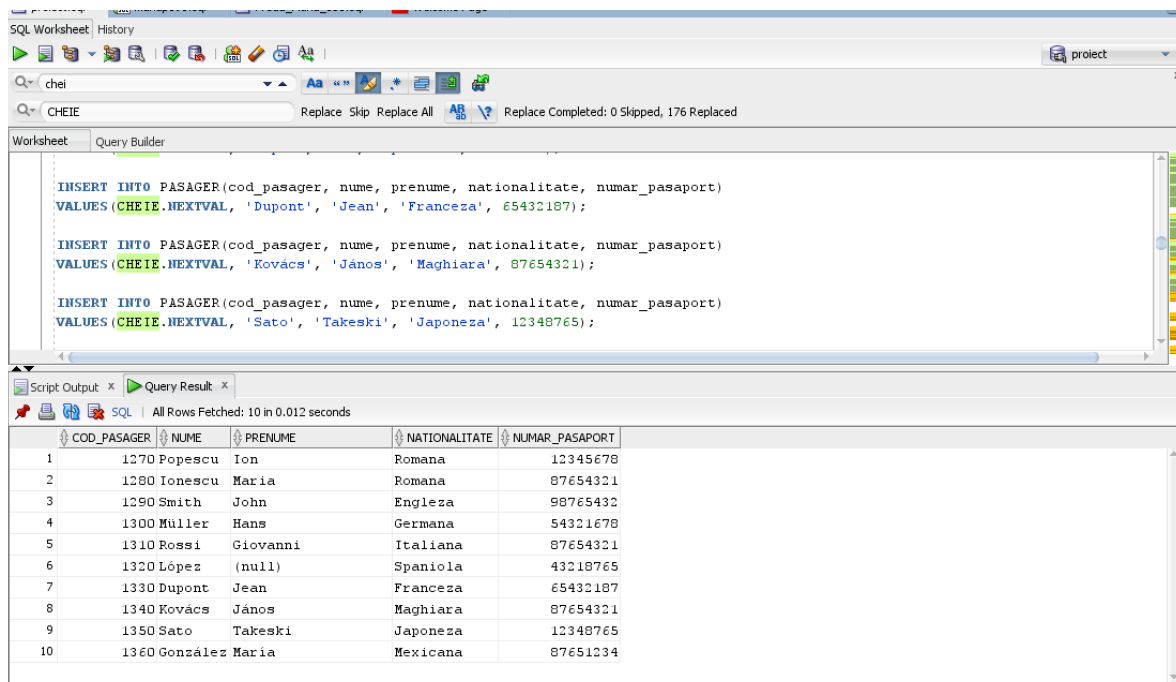 SQL Worksheet History
proiect
chei
Aa “”
CHEIE Replace Skip Replace All Replace Completed: 0 Skipped, 176 Replaced
Worksheet Query Builder
INSERT INTO PASAGER(cod_pasager, nume, prenume, nationalitate, numar_pasaport)
VALUES(CHEIE.NEXTVAL, 'Dupont', 'Jean', 'Franceza', 65432187);
INSERT INTO PASAGER(cod_pasager, nume, prenume, nationalitate, numar_pasaport)
VALUES(CHEIE.NEXTVAL, 'Kovács', 'János', 'Maghiara', 87654321);
INSERT INTO PASAGER(cod_pasager, nume, prenume, nationalitate, numar_pasaport)
VALUES(CHEIE.NEXTVAL, 'Sato', 'Takeski', 'Japoneza', 12348765);
Script Output x Query Result x
SQL | All Rows Fetched: 10 in 0.012 seconds
COD_PASAGER NUME PRENUME NATIONALITATE NUMAR_PASAPORT
1 1270 Popescu Ion Romana 12345678
2 1280 Ionescu Maria Romana 87654321
3 1290 Smith John Engleza 98765432
4 1300 Müller Hans Germana 54321678
5 1310 Rossi Giovanni Italiana 87654321
6 1320 López (null) Spaniola 43218765
7 1330 Dupont Jean Franceza 65432187
8 1340 Kovács János Maghiara 87654321
9 1350 Sato Takeski Japoneza 12348765
10 1360 González María Mexicana 87651234